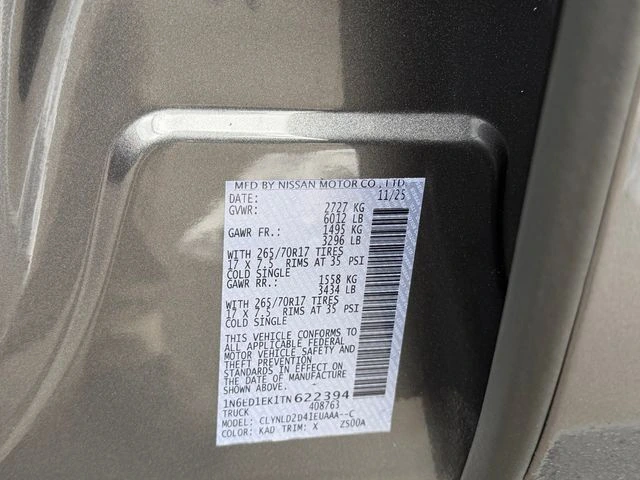 MFD BY NISSAN MOTOR CO., LTD
DATE: 11/25
GVWR: 2727 KG
6012 LB
GAWR FR.: 1495 KG
3296 LB
WITH 265/70R17 TIRES
17 X 7.5 RIMS AT 35 PSI
COLD SINGLE
GAWR RR.: 1558 KG
3434 LB
WITH 265/70R17 TIRES
17 X 7.5 RIMS AT 35 PSI
COLD SINGLE
THIS VEHICLE CONFORMS TO
ALL APPLICABLE FEDERAL
MOTOR VEHICLE SAFETY AND
THEFT PREVENTION
STANDARDS IN EFFECT ON
THE DATE OF MANUFACTURE
SHOWN ABOVE. -
1N6ED1EK1TN622394
TRUCK 408763
MODEL: CLYNLD2D41EUAAA--C
COLOR: KAD TRIM: X ZS00A